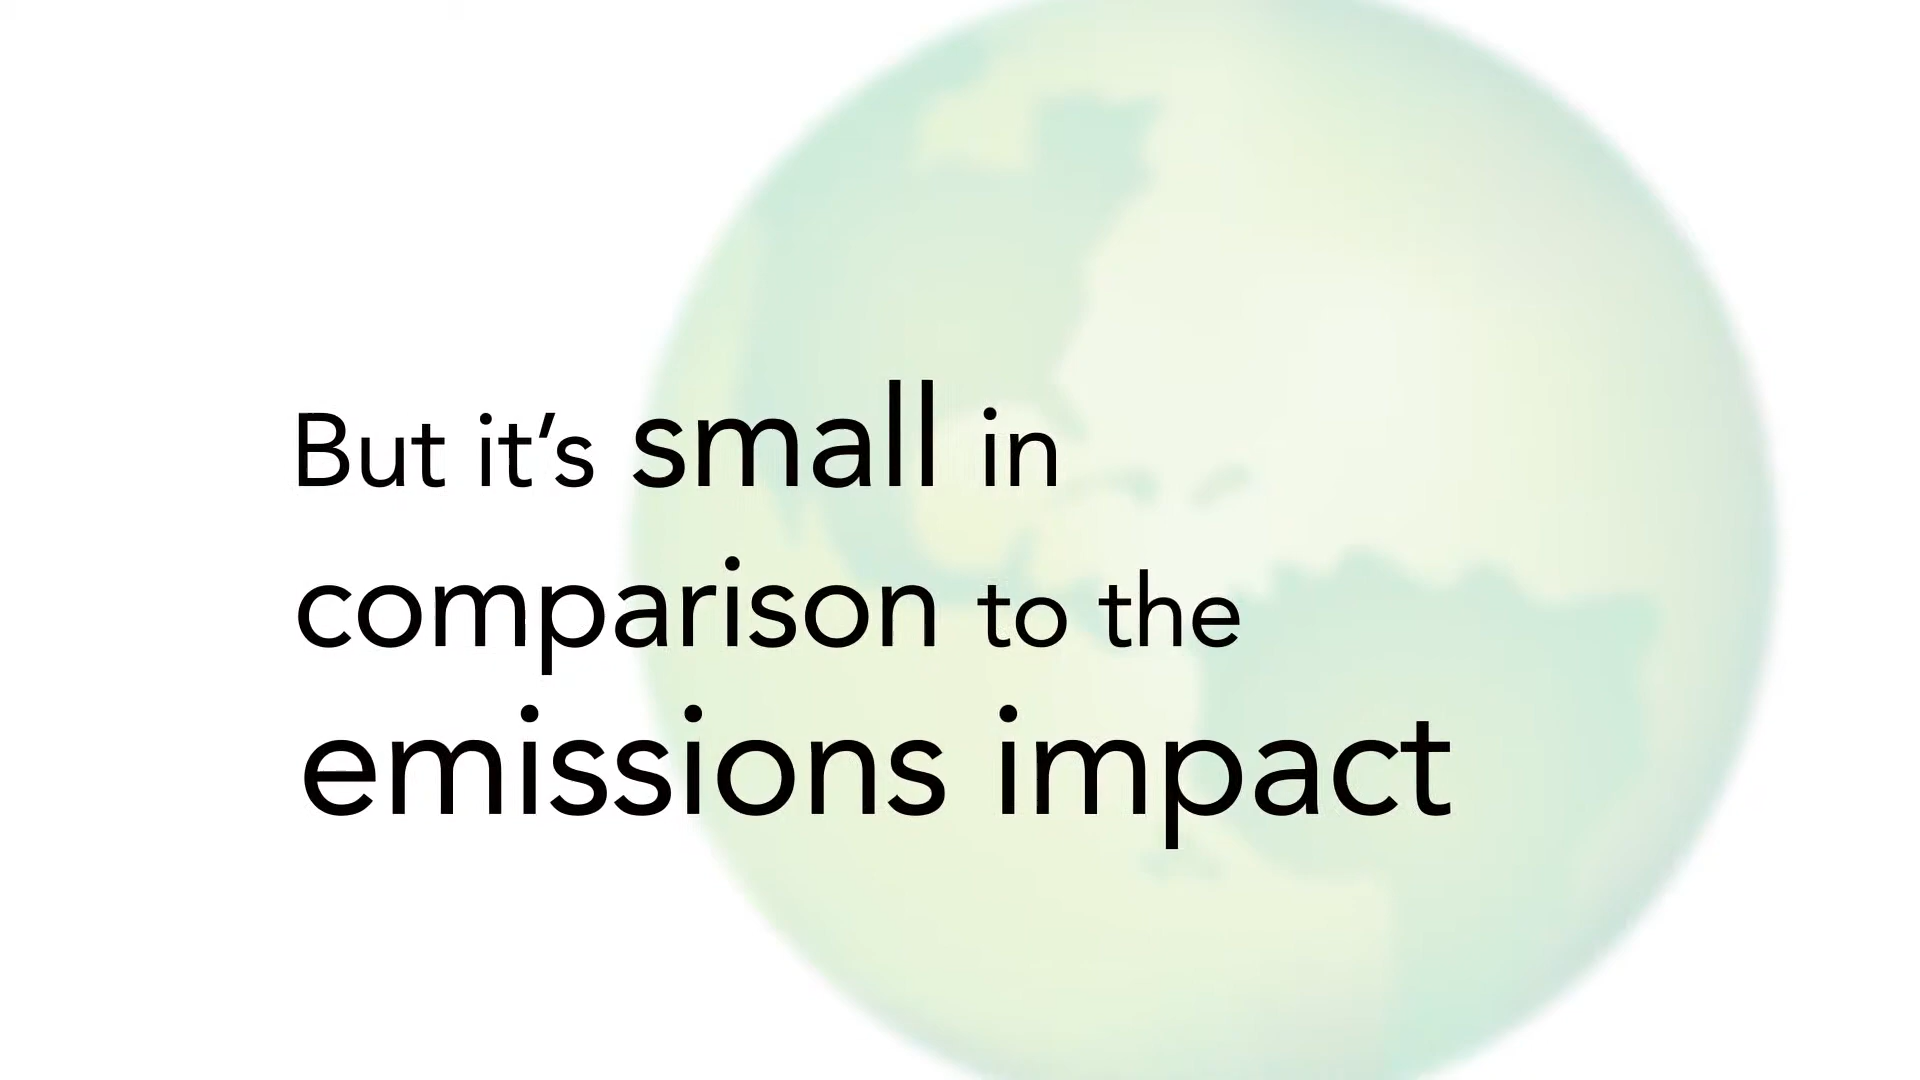 But it’s small in
comparison to the
emissions impact